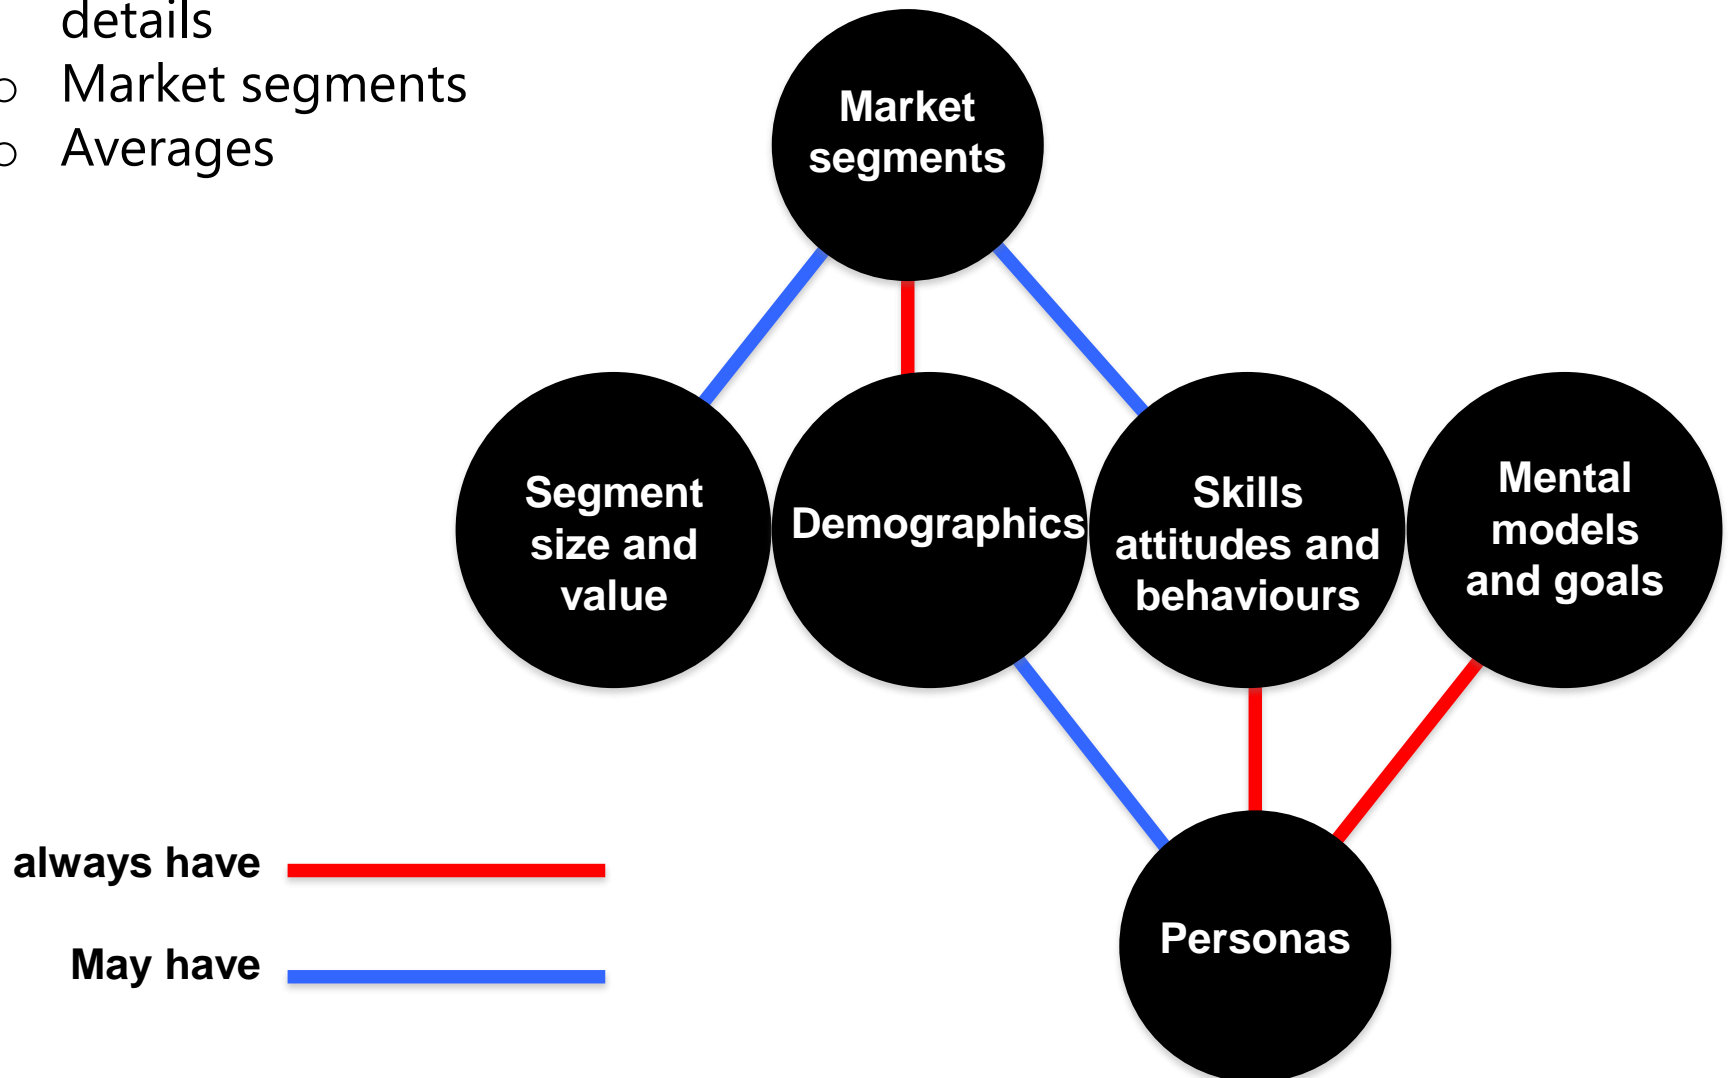 details
o Market segments
o Averages
Market
segments
Segment
size and
value
Demographics
Skills
attitudes and
behaviours
Mental
models
and goals
always have
May have
Personas